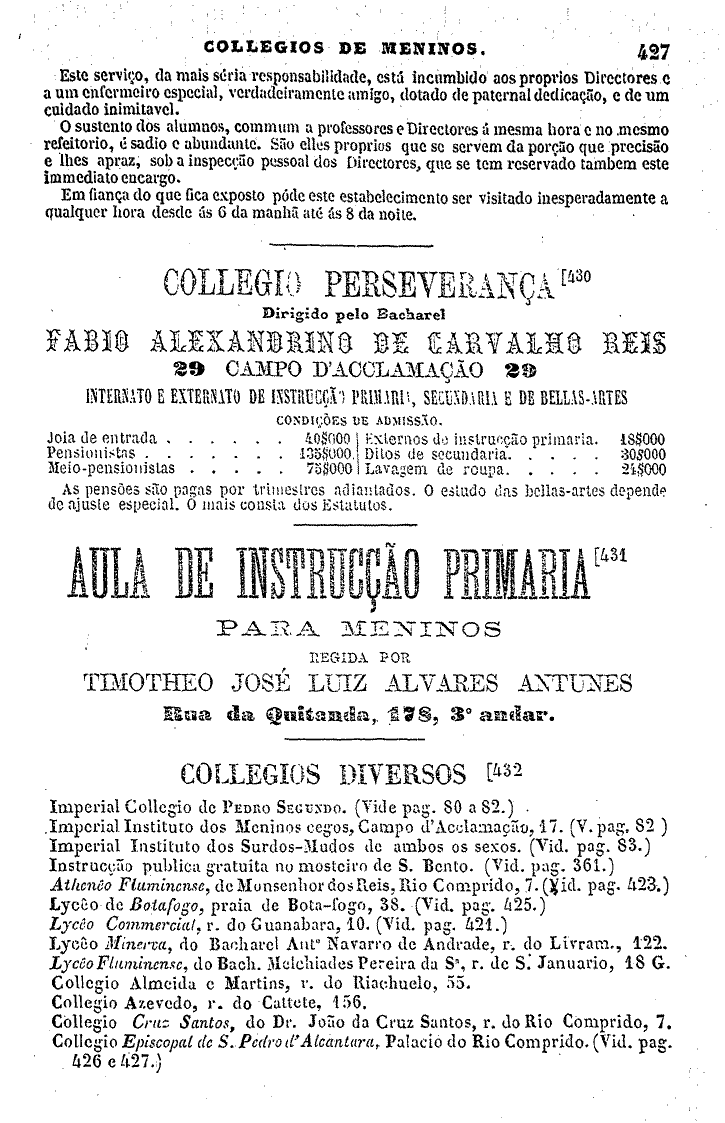 COLLEGIOS DE MENINOS. 427
Este serviço, da mais séria responsabilidade, está incumbido aos proprios Directores e
a um enfermeiro especial, verdadeiramente amigo, dotado de paternal dedicação, e de um
cuidado inimitavel.
O sustento dos alumnos, commum a professores e Directores á mesma hora e no mesmo
refeitorio, é sadio e abundante. São elles proprios que se servem da porção que precisão
e lhes apraz, sob a inspecção pessoal dos Directores, que se tem reservado tambem este
immediato encargo.
Em fiança do que fica exposto póde este estabelecimento ser visitado inesperadamente a
qualquer hora desde ás 6 da manhã até ás 8 da noite.
COLLEGIO PERSEVERANÇA [430
Dirigido pelo Bacharel
FABIO ALEXANDRINO DE CARVALHO REIS
29 CAMPO D'ACCLAMAÇÃO 29
INTERNATO E EXTERNATO DE INSTRUCÇÃO PRIMARIA, SECUNDARIA E DE BELLAS-ARTES
CONDIÇÕES DE ADMISSÃO.
Joia de entrada . . . . . . 40$000 | Externos de instrucção primaria. 18$000
Pensionistas . . . . . . . 135$000 | Ditos de secundaria. . . . . 30$000
Meio-pensionistas . . . . . 75$000 | Lavagem de roupa. . . . . 24$000
As pensões são pagas por trimestres adiantados. O estudo das bellas-artes depende
de ajuste especial. O mais consta dos Estatutos.
AULA DE INSTRUCÇÃO PRIMARIA [431
PARA MENINOS
REGIDA POR
TIMOTHEO JOSÉ LUIZ ALVARES ANTUNES
Rua da Quitanda, 178, 3º andar.
COLLEGIOS DIVERSOS [432
Imperial Collegio de PEDRO SEGUNDO. (Vide pag. 80 a 82.)
Imperial Instituto dos Meninos cegos, Campo d'Acclamação, 17. (V. pag. 82 )
Imperial Instituto dos Surdos-Mudos de ambos os sexos. (Vid. pag. 83.)
Instrucção publica gratuita no mosteiro de S. Bento. (Vid. pag. 361.)
Athenêo Fluminense, de Monsenhor dos Reis, Rio Comprido, 7. (Vid. pag. 423.)
Lycêo de Botafogo, praia de Bota-fogo, 38. (Vid. pag. 425.)
Lycêo Commercial, r. do Guanabara, 10. (Vid. pag. 421.)
Lycêo Minerva, do Bacharel Antº Navarro de Andrade, r. do Livram., 122.
Lycêo Fluminense, do Bach. Melchiades Pereira da Sª, r. de S. Januario, 18 G.
Collegio Almeida e Martins, r. do Riachuelo, 55.
Collegio Azevedo, r. do Cattete, 156.
Collegio Cruz Santos, do Dr. João da Cruz Santos, r. do Rio Comprido, 7.
Collegio Episcopal de S. Pedro d'Alcantara, Palacio do Rio Comprido. (Vid. pag.
426 e 427.)